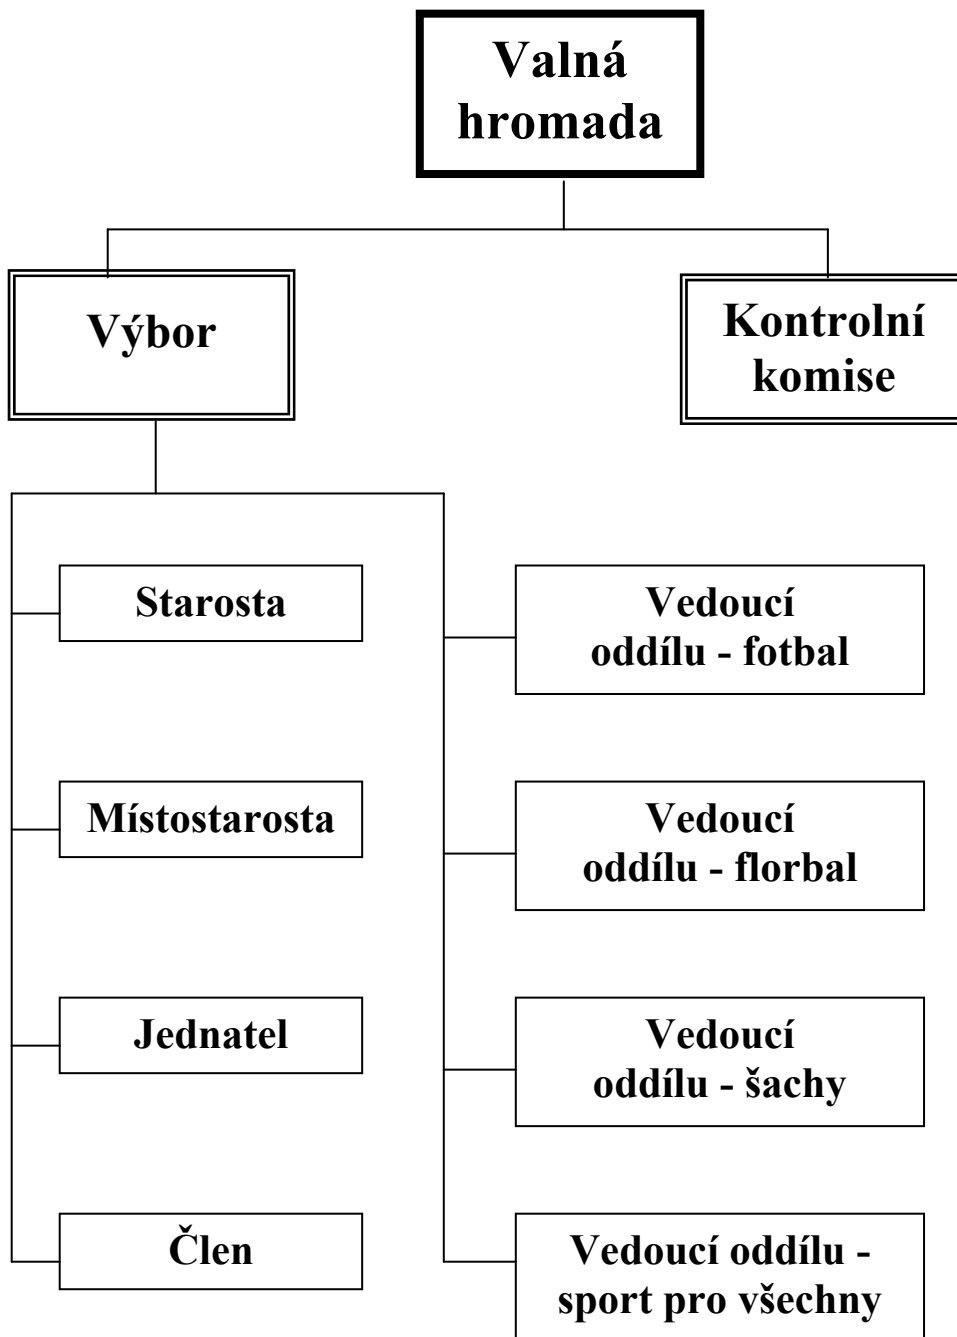 Valná
hromada
Výbor
Kontrolní
komise
Starosta
Vedoucí
oddílu - fotbal
Místostarosta
Vedoucí
oddílu - florbal
Jednatel
Vedoucí
oddílu - šachy
Člen
Vedoucí oddílu -
sport pro všechny